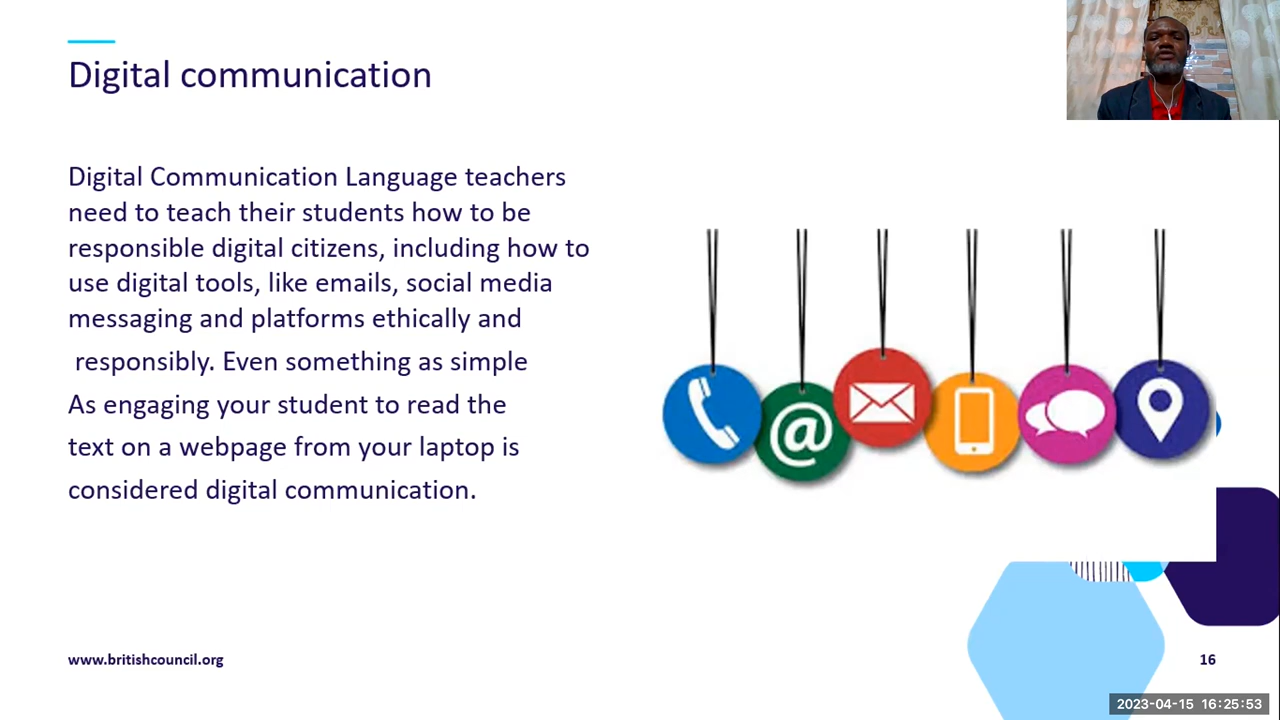 Digital communication
Digital Communication Language teachers
need to teach their students how to be
responsible digital citizens, including how to
use digital tools, like emails, social media
messaging and platforms ethically and
responsibly. Even something as simple
As engaging your student to read the
text on a webpage from your laptop is
considered digital communication.
@
www.britishcouncil.org
16
2023-04-15 16:25:53